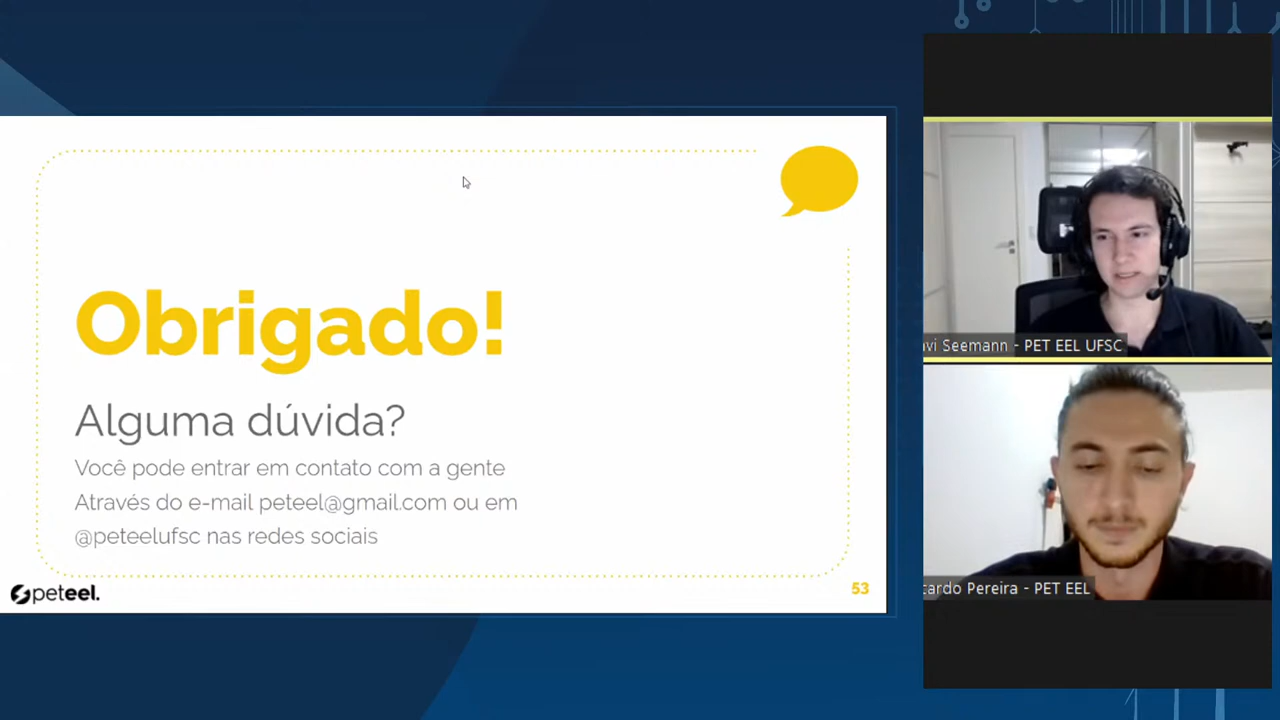 Obrigado!
Alguma dúvida?
Você pode entrar em contato com a gente
Através do e-mail peteel@gmail.com ou em
@peteelufsc nas redes sociais
peteel.
53
avi Seemann - PET EEL UFSC
cardo Pereira - PET EEL